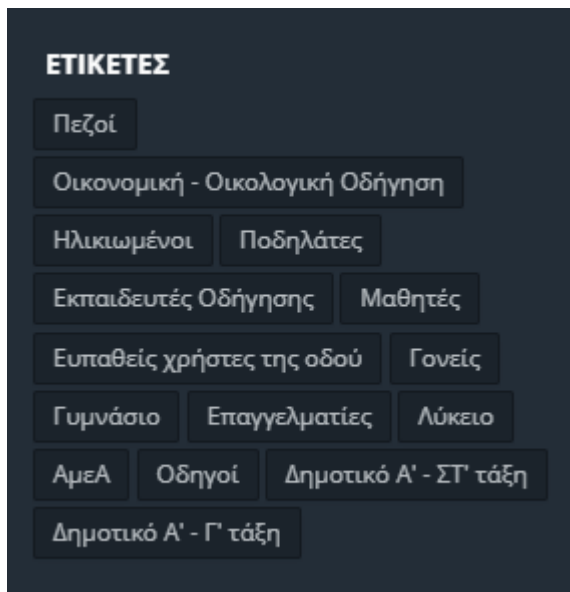 ΕΤΙΚΕΤΕΣ
Πεζοί
Οικονομική - Οικολογική Οδήγηση
Ηλικιωμένοι Ποδηλάτες
Εκπαιδευτές Οδήγησης Μαθητές
Ευπαθείς χρήστες της οδού Γονείς
Γυμνάσιο Επαγγελματίες Λύκειο
ΑμεΑ Οδηγοί Δημοτικό Α' - ΣΤ' τάξη
Δημοτικό Α' - Γ' τάξη